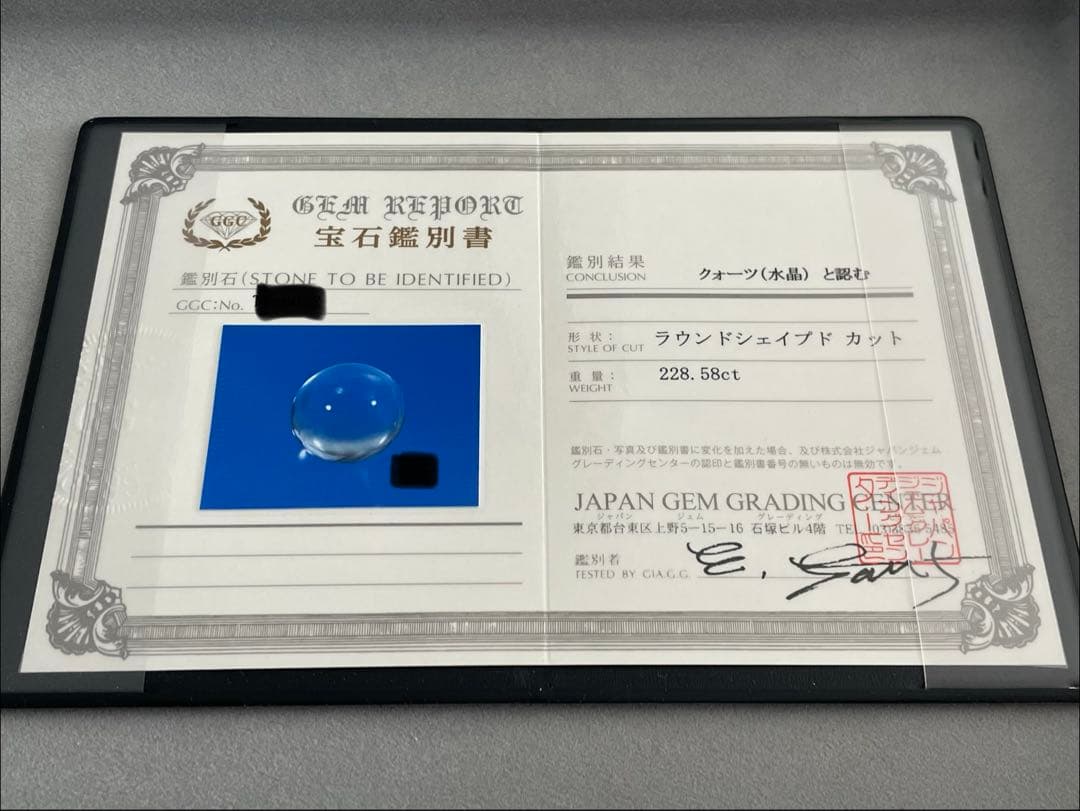 GGC
GEM REPORT
宝石鑑別書
鑑別石(STONE TO BE IDENTIFIED)
GGC:No.
鑑別結果
CONCLUSION
クォーツ(水晶) と認む
形状:
STYLE OF CUT
ラウンドシェイプド カット
重量:
WEIGHT
228.58ct
鑑別石・写真及び鑑別書に変化を加えた場合、及び株式会社ジャパンジェム
グレーディングセンターの認印と鑑別書番号の無いものは無効です。
JAPAN GEM GRADING CENTER
ジャパン ジェム グレーディング
東京都台東区上野5-15-16 石塚ビル4階 TEL
鑑別者
TESTED BY G.I.A.G.G.